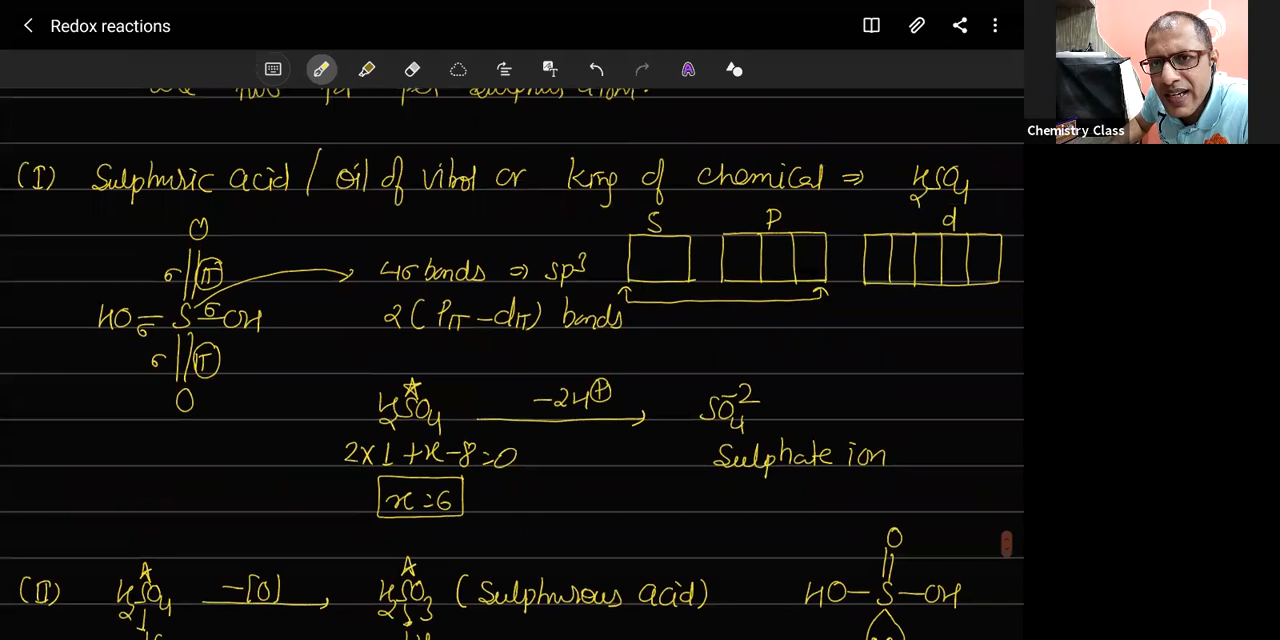 Redox reactions
Chemistry Class
per
(I) Sulphuric acid / oil of vitrol or king of chemical ⇒ H2SO4
O S P d
σ || π 4σ bonds ⇒ sp³
HO –σ S σ– OH 2(Pπ – dπ) bonds
σ || π
O
H2SO4 –2H⊕ → SO4⁻²
2×1 + x – 8 = 0 Sulphate ion
x = 6
O
||
(II) H2SO4 –[O] → H2SO3 (Sulphurous acid) HO – S – OH